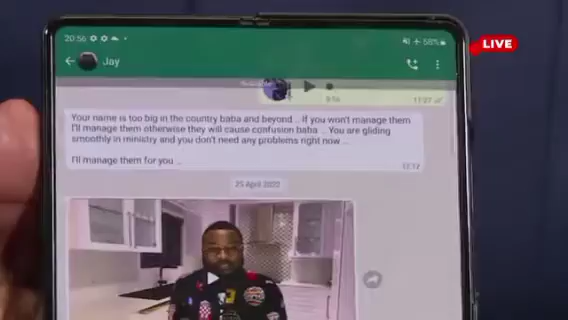 20:56
58%
LIVE
Jay
11:27
Your name is too big in the country baba and beyond... if you won't manage them
I'll manage them otherwise they will cause confusion baba... You are gliding
smoothly in ministry and you don't need any problems right now...
I'll manage them for you...
12:12
25 April 2022